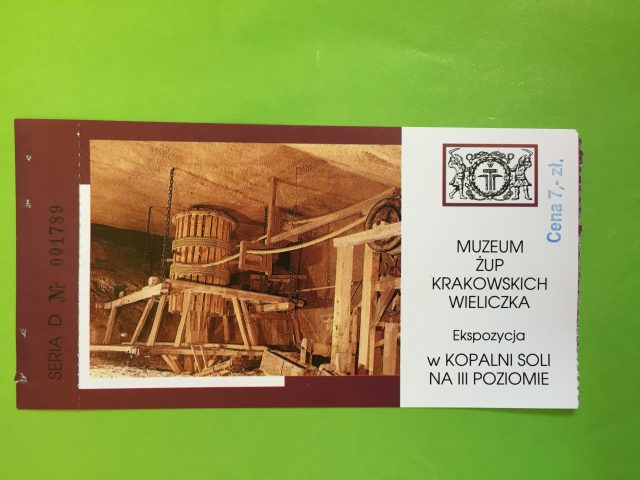 SERIA D № 091789
Cena 7,- zł.
MUZEUM
ŻUP
KRAKOWSKICH
WIELICZKA
Ekspozycja
w KOPALNI SOLI
NA III POZIOMIE